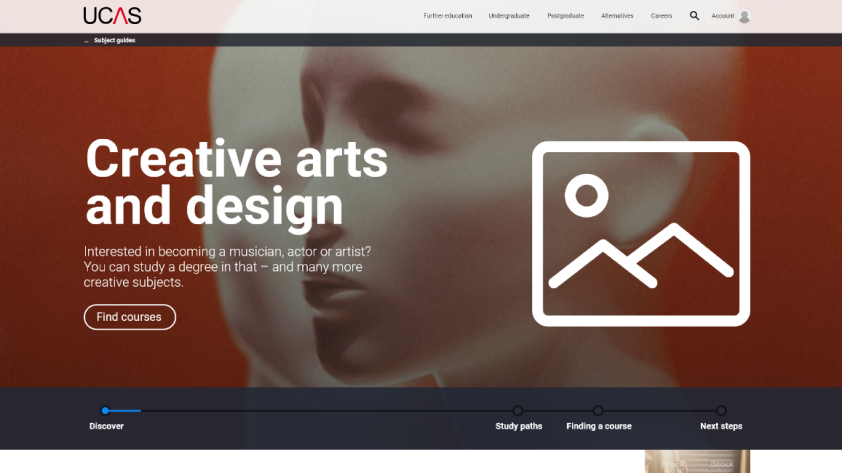 UCAS
Further education Undergraduate Postgraduate Alternatives Careers Account
... Subject guides
Creative arts
and design
Interested in becoming a musician, actor or artist?
You can study a degree in that – and many more
creative subjects.
Find courses
Discover Study paths Finding a course Next steps
iStock